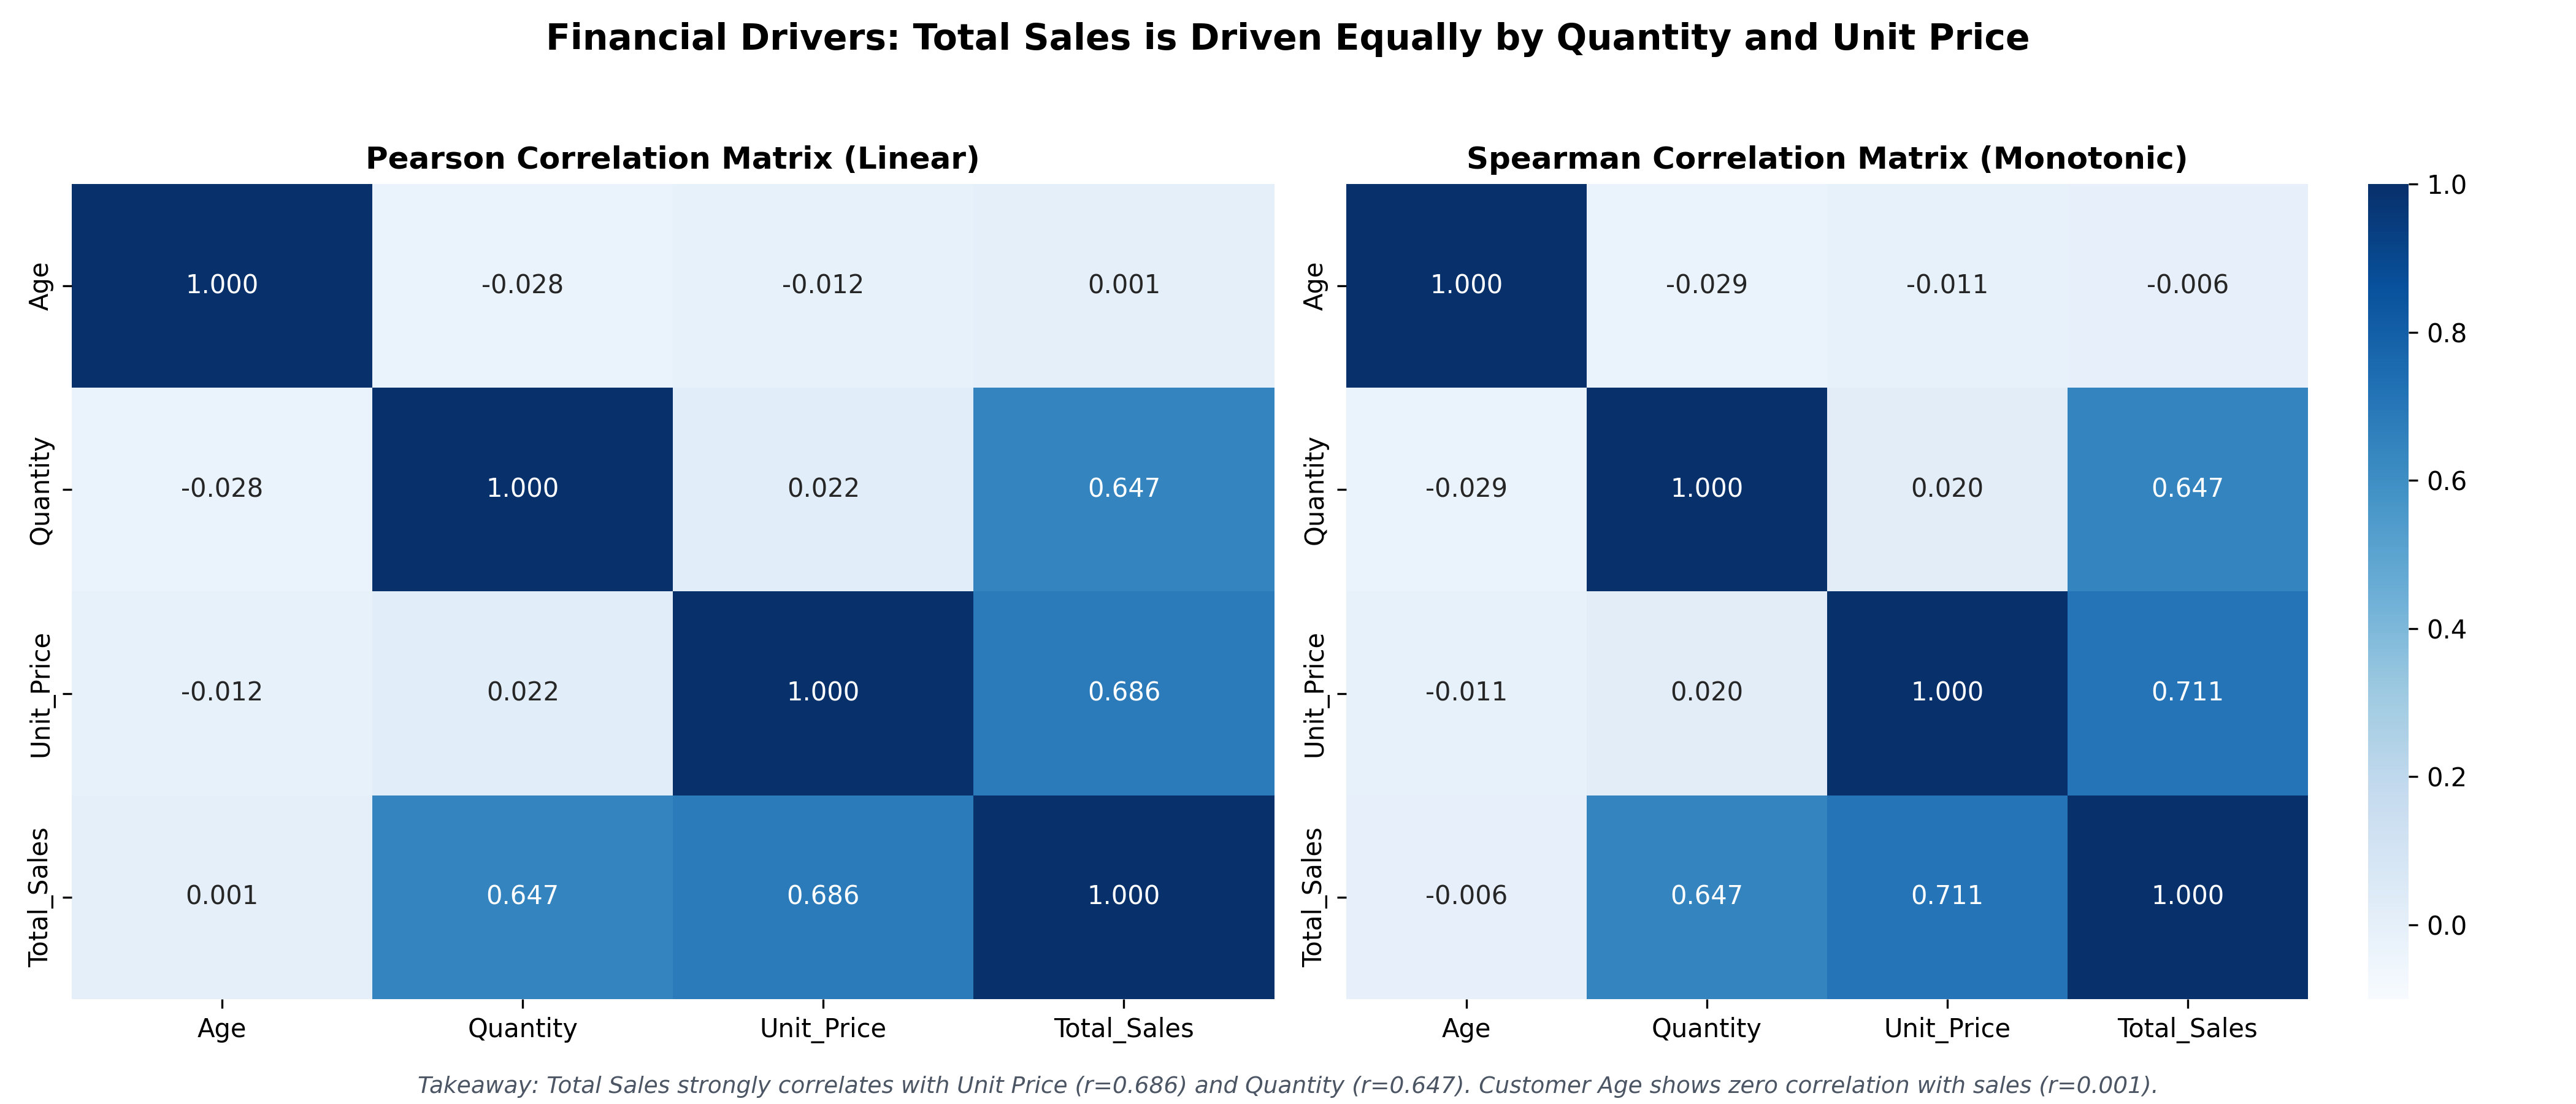 Financial Drivers: Total Sales is Driven Equally by Quantity and Unit Price
Pearson Correlation Matrix (Linear)
Age 1.000 -0.028 -0.012 0.001
Quantity -0.028 1.000 0.022 0.647
Unit_Price -0.012 0.022 1.000 0.686
Total_Sales 0.001 0.647 0.686 1.000
Age Quantity Unit_Price Total_Sales
Spearman Correlation Matrix (Monotonic)
Age 1.000 -0.029 -0.011 -0.006
Quantity -0.029 1.000 0.020 0.647
Unit_Price -0.011 0.020 1.000 0.711
Total_Sales -0.006 0.647 0.711 1.000
Age Quantity Unit_Price Total_Sales
1.0
0.8
0.6
0.4
0.2
0.0
Takeaway: Total Sales strongly correlates with Unit Price (r=0.686) and Quantity (r=0.647). Customer Age shows zero correlation with sales (r=0.001).